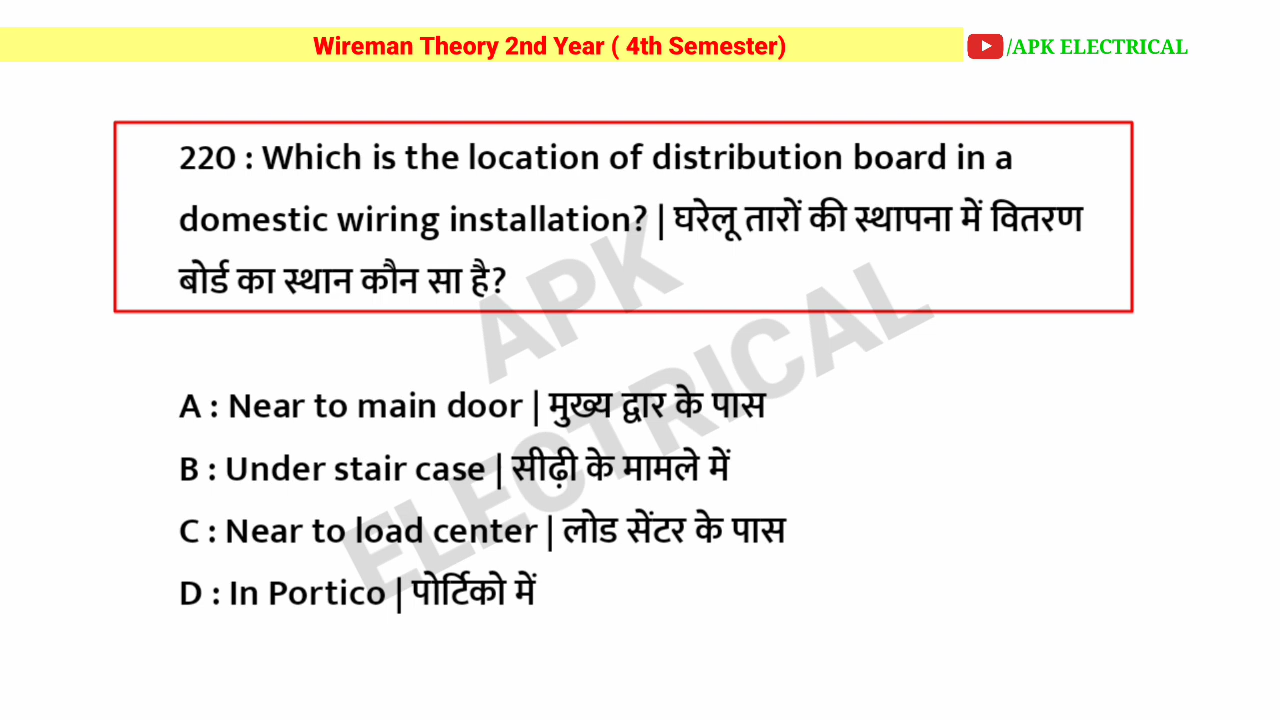 Wireman Theory 2nd Year ( 4th Semester)
/APK ELECTRICAL
220 : Which is the location of distribution board in a
domestic wiring installation? | घरेलू तारों की स्थापना में वितरण
बोर्ड का स्थान कौन सा है?
A : Near to main door | मुख्य द्वार के पास
B : Under stair case | सीढ़ी के मामले में
C : Near to load center | लोड सेंटर के पास
D : In Portico | पोर्टिको में
APK
ELECTRICAL